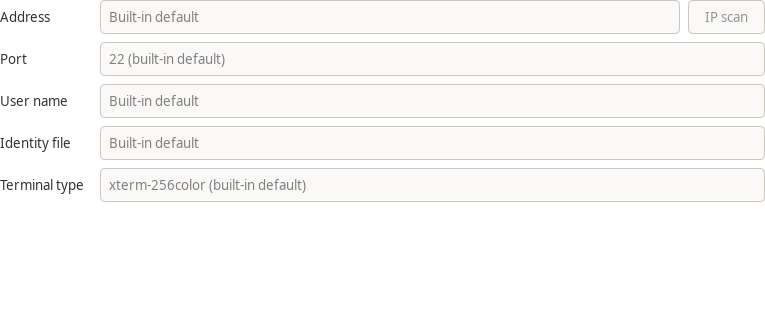 Address Built-in default IP scan
Port 22 (built-in default)
User name Built-in default
Identity file Built-in default
Terminal type xterm-256color (built-in default)